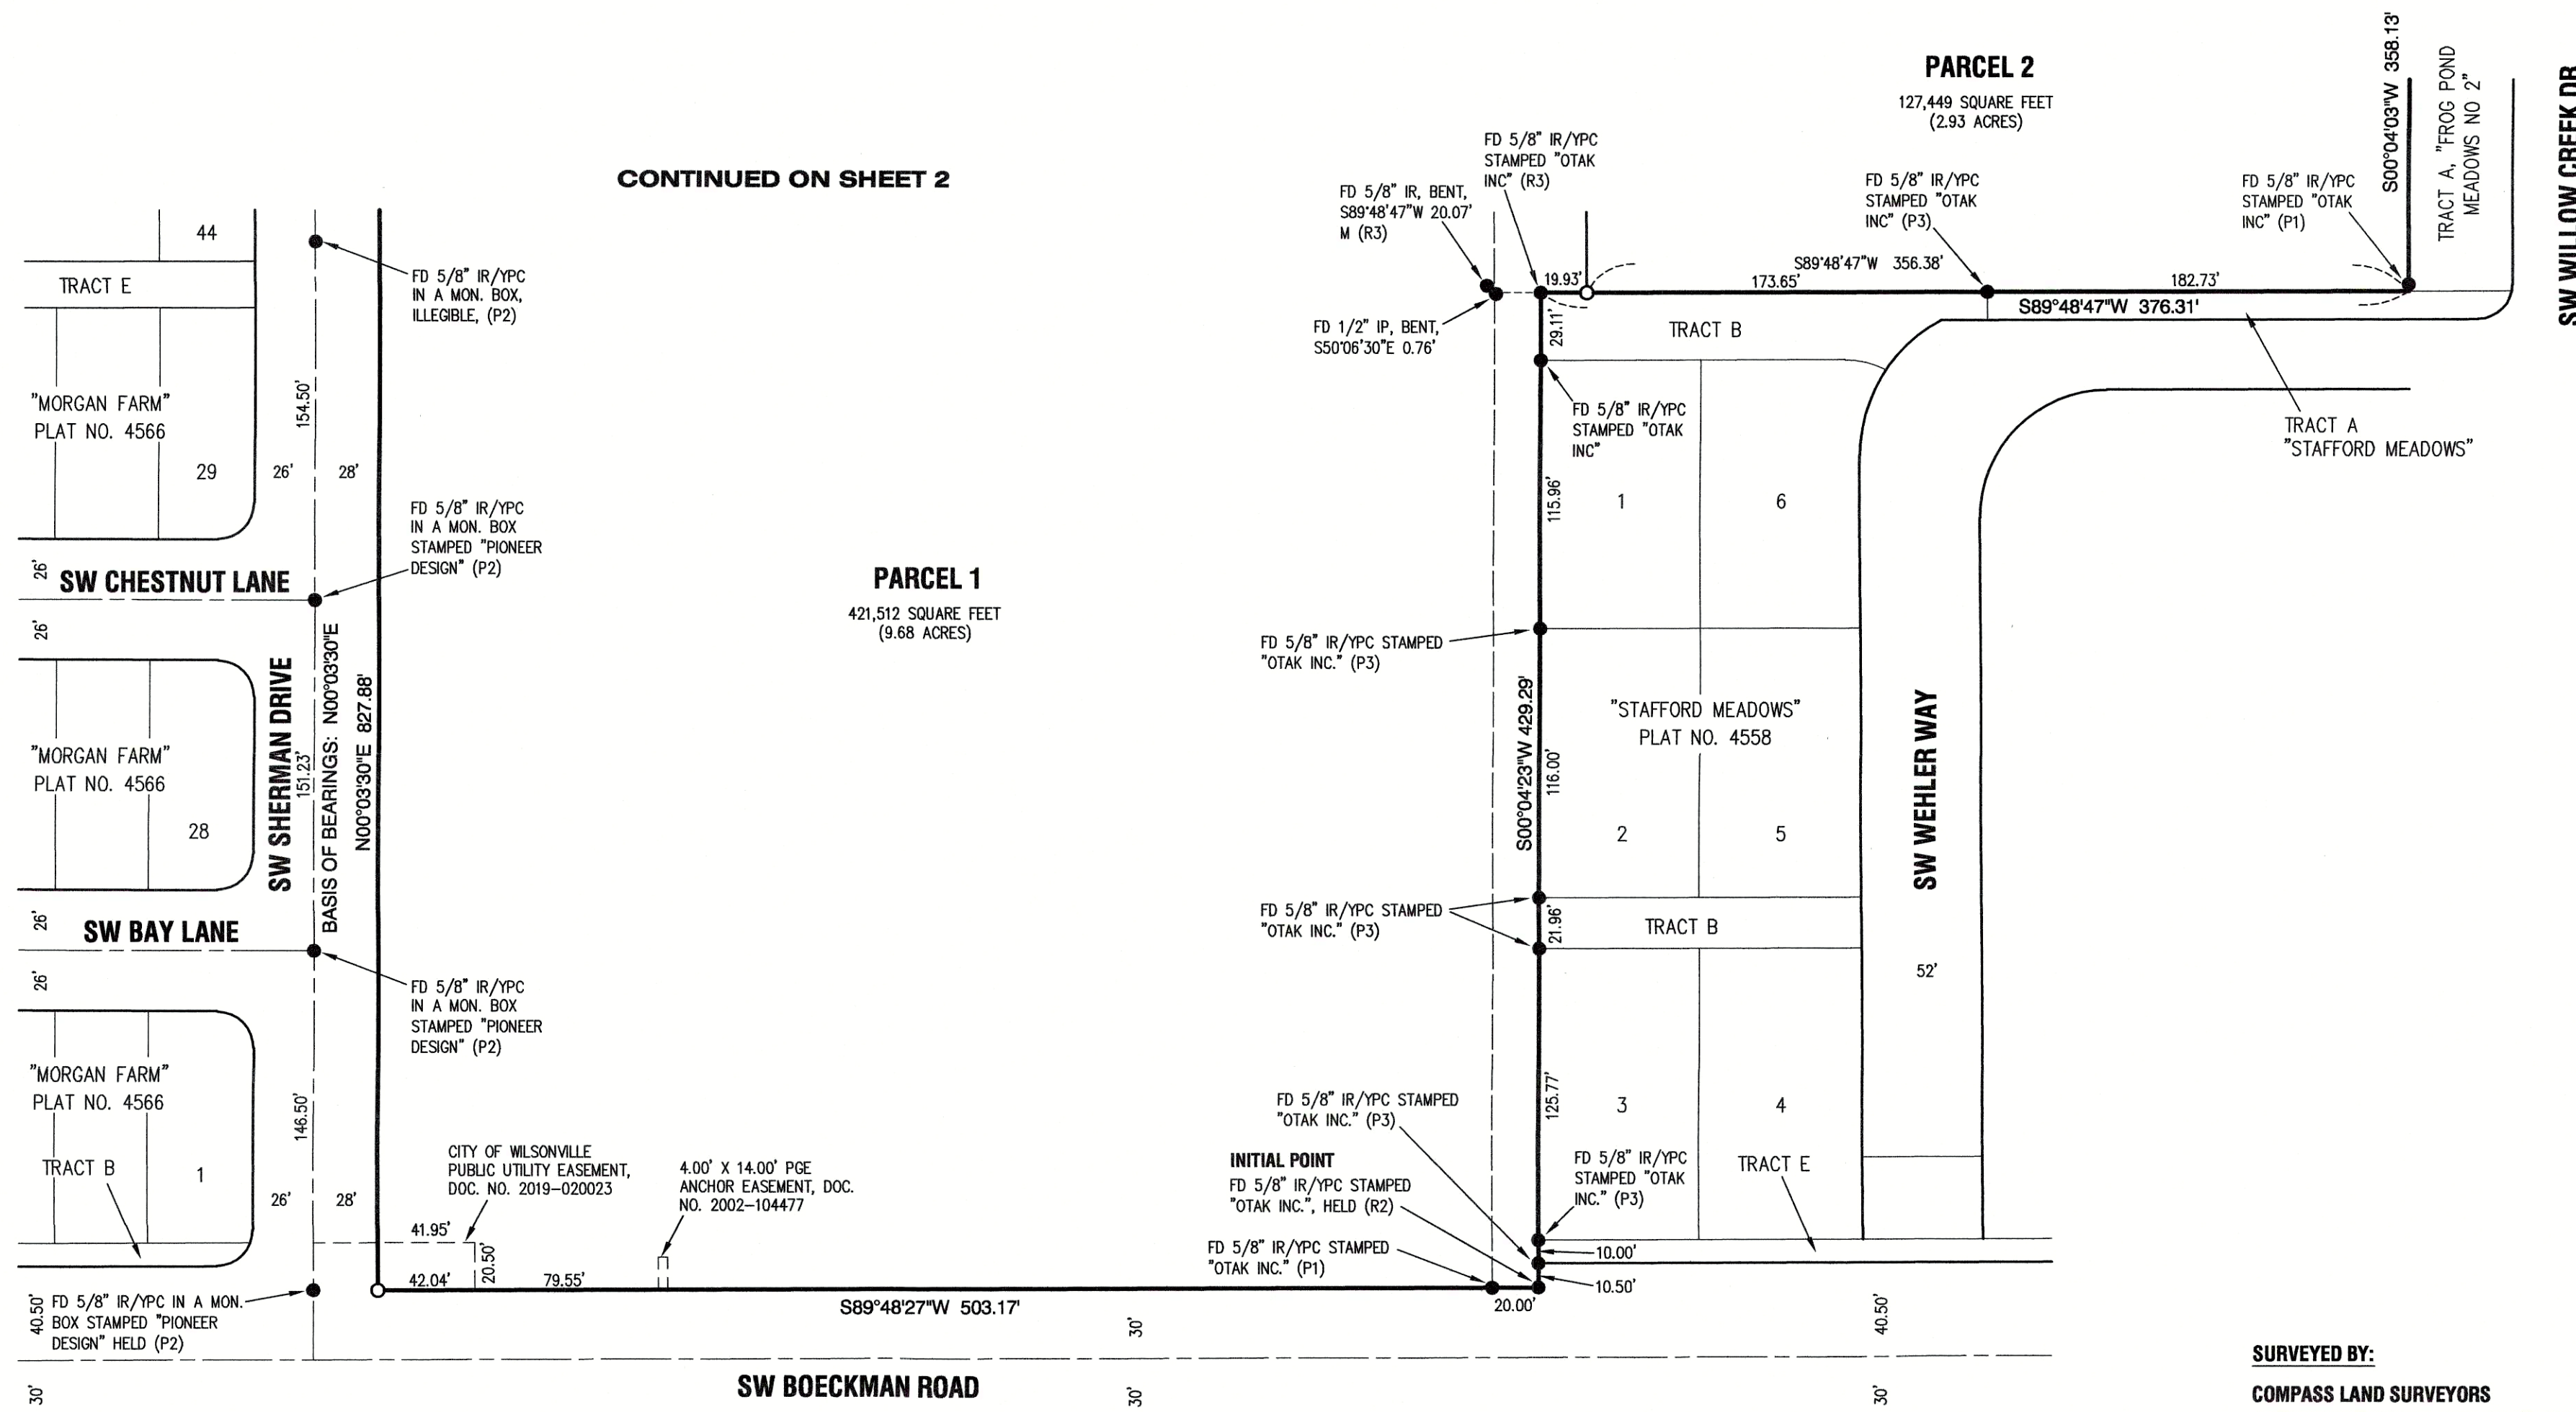 CONTINUED ON SHEET 2
PARCEL 2
127,449 SQUARE FEET
(2.93 ACRES)
S00°04'03"W 358.13'
TRACT A, "FROG POND
MEADOWS NO 2"
SW WILLOW CREEK DR
FD 5/8" IR/YPC
STAMPED "OTAK
INC" (R3)
FD 5/8" IR, BENT,
S89°48'47"W 20.07'
M (R3)
FD 5/8" IR/YPC
STAMPED "OTAK
INC" (P3)
FD 5/8" IR/YPC
STAMPED "OTAK
INC" (P1)
44
TRACT E
FD 5/8" IR/YPC
IN A MON. BOX,
ILLEGIBLE, (P2)
19.93'
S89°48'47"W 356.38'
173.65'
182.73'
S89°48'47"W 376.31'
FD 1/2" IP, BENT,
S50°06'30"E 0.76'
29.11'
TRACT B
"MORGAN FARM"
PLAT NO. 4566
154.50'
29
26'
28'
FD 5/8" IR/YPC
STAMPED "OTAK
INC"
TRACT A
"STAFFORD MEADOWS"
115.96'
1
6
FD 5/8" IR/YPC
IN A MON. BOX
STAMPED "PIONEER
DESIGN" (P2)
26'
SW CHESTNUT LANE
26'
PARCEL 1
421,512 SQUARE FEET
(9.68 ACRES)
FD 5/8" IR/YPC STAMPED
"OTAK INC." (P3)
SW SHERMAN DRIVE
151.23'
BASIS OF BEARINGS: N00°03'30"E
N00°03'30"E 827.88'
"MORGAN FARM"
PLAT NO. 4566
28
S00°04'23"W 429.29'
116.00'
"STAFFORD MEADOWS"
PLAT NO. 4558
2
5
SW WEHLER WAY
26'
SW BAY LANE
26'
FD 5/8" IR/YPC STAMPED
"OTAK INC." (P3)
21.96'
TRACT B
52'
FD 5/8" IR/YPC
IN A MON. BOX
STAMPED "PIONEER
DESIGN" (P2)
"MORGAN FARM"
PLAT NO. 4566
146.50'
TRACT B
1
26'
28'
CITY OF WILSONVILLE
PUBLIC UTILITY EASEMENT,
DOC. NO. 2019-020023
4.00' X 14.00' PGE
ANCHOR EASEMENT, DOC.
NO. 2002-104477
FD 5/8" IR/YPC STAMPED
"OTAK INC." (P3)
125.77'
3
4
INITIAL POINT
FD 5/8" IR/YPC STAMPED
"OTAK INC.", HELD (R2)
FD 5/8" IR/YPC
STAMPED "OTAK
INC." (P3)
TRACT E
FD 5/8" IR/YPC STAMPED
"OTAK INC." (P1)
41.95'
20.50'
42.04'
79.55'
10.00'
10.50'
40.50'
FD 5/8" IR/YPC IN A MON.
BOX STAMPED "PIONEER
DESIGN" HELD (P2)
S89°48'27"W 503.17'
20.00'
30'
40.50'
SW BOECKMAN ROAD
30'
30'
30'
SURVEYED BY:
COMPASS LAND SURVEYORS